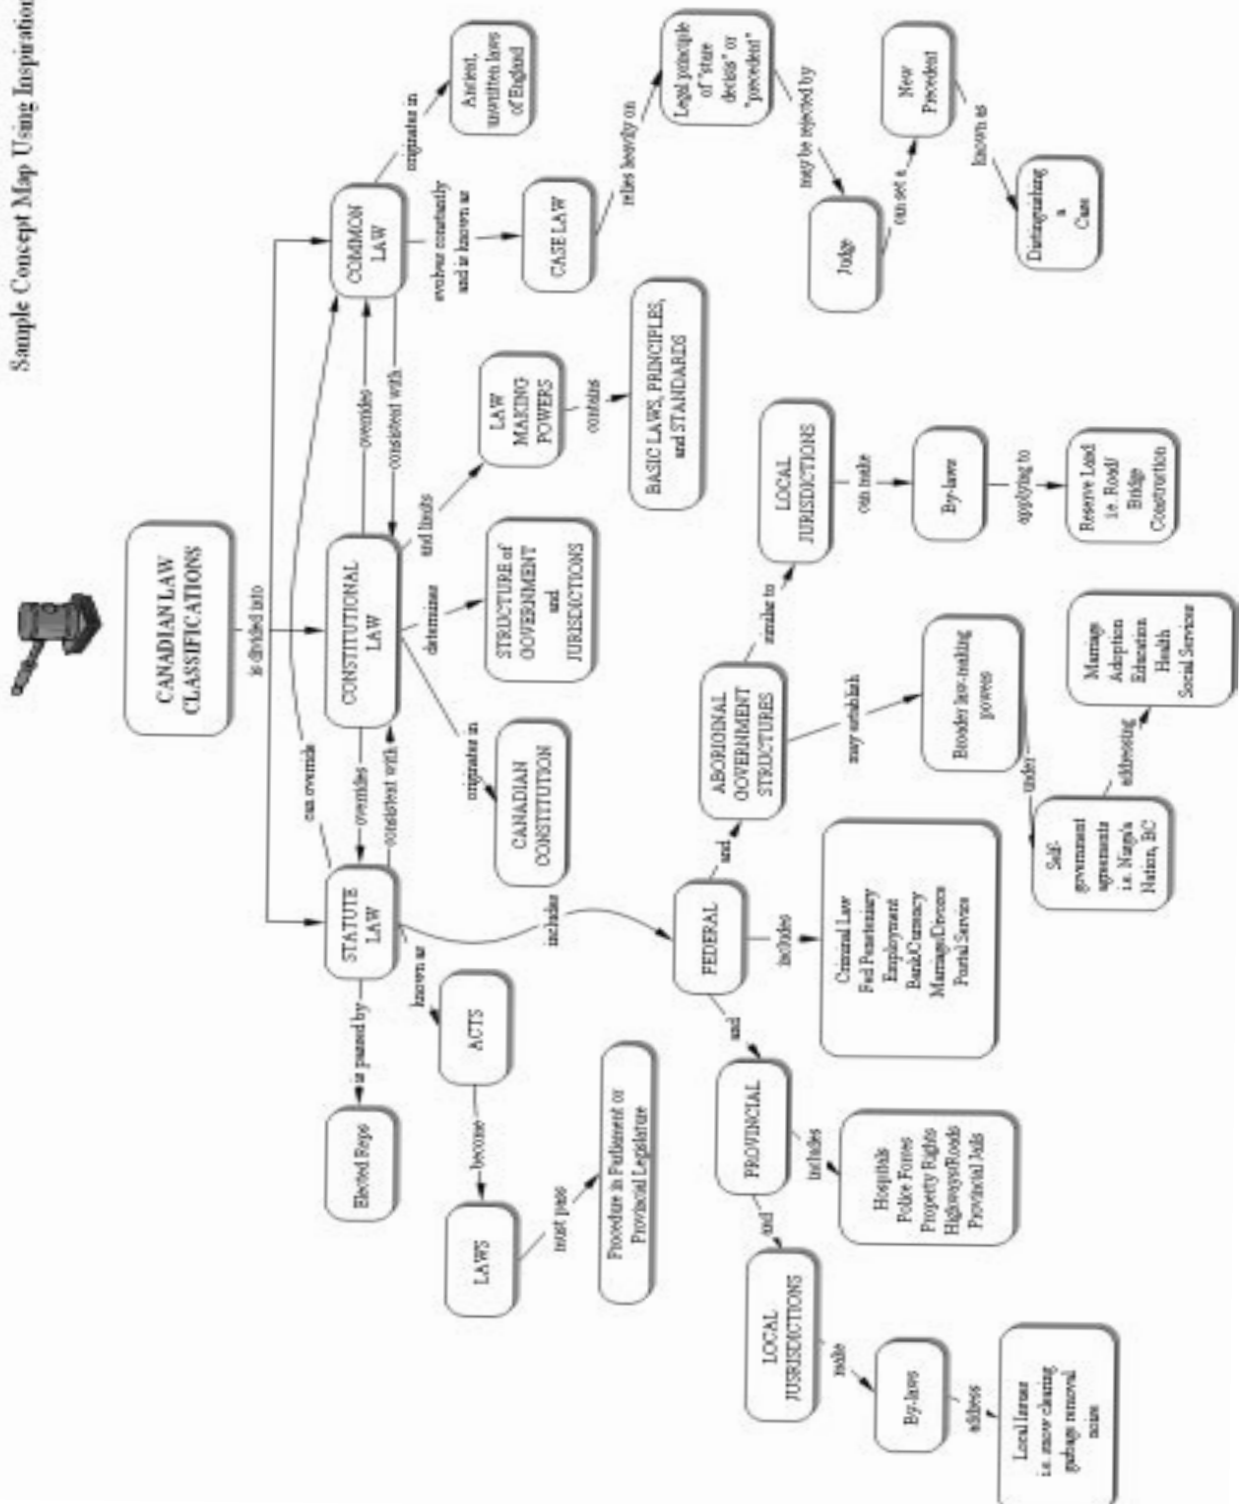 Sample Concept Map Using Inspiration
CANADIAN LAW
CLASSIFICATIONS
is divided into
STATUTE
LAW
CONSTITUTIONAL
LAW
COMMON
LAW
can override
overrides
consistent with
overrides
consistent with
is passed by
Elected Reps
known as
ACTS
become
LAWS
must pass
Procedure in Parliament or
Provincial Legislature
includes
originates in
CANADIAN
CONSTITUTION
determines
STRUCTURE of
GOVERNMENT
and
JURISDICTIONS
and limits
LAW
MAKING
POWERS
contains
BASIC LAWS, PRINCIPLES,
and STANDARDS
originates in
Ancient,
unwritten laws
of England
evolves constantly
and is known as
CASE LAW
relies heavily on
Legal principle
of "stare
decisis" or
"precedent"
may be rejected by
Judge
can set a
New
Precedent
known as
Distinguishing
a
Case
FEDERAL
includes
Criminal Law
Fed Penetentiary
Employment
Bank/Currency
Marriage/Divorce
Postal Service
and
PROVINCIAL
includes
Hospitals
Police Forces
Property Rights
Highways/Roads
Provincial Jails
and
LOCAL
JUSRISDICTIONS
make
By-laws
address
Local Issues
i.e. snow clearing
garbage removal
noise
and
ABORIGINAL
GOVERNMENT
STRUCTURES
similar to
LOCAL
JURISDICTIONS
can make
By-laws
applying to
Reserve Land
i.e. Road/
Bridge
Construction
may establish
Broader law-making
powers
under
Self-
government
agreements
i.e. Nisga'a
Nation, BC
addressing
Marriage
Adoption
Education
Health
Social Services